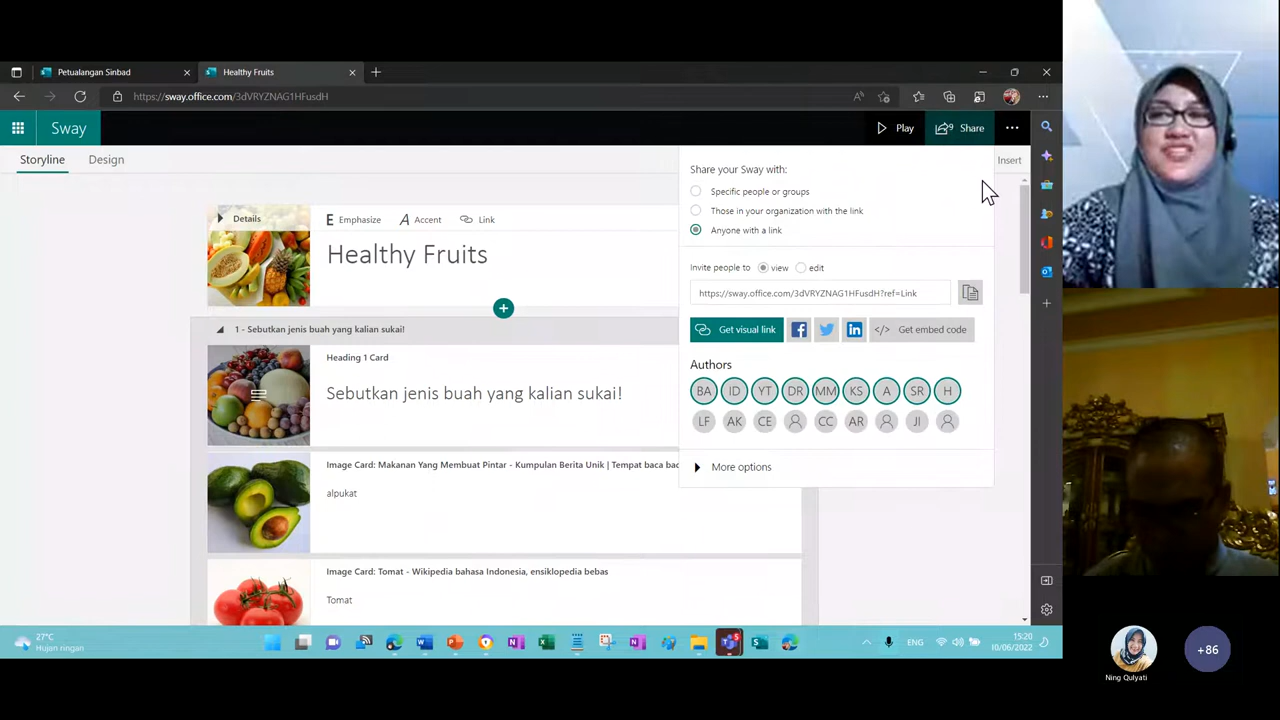 Petualangan Sinbad
Healthy Fruits
https://sway.office.com/3dVRYZNAG1HFusdH
Sway
Play
Share
Storyline
Design
Insert
Details
Emphasize
Accent
Link
Healthy Fruits
1 - Sebutkan jenis buah yang kalian sukai!
Heading 1 Card
Sebutkan jenis buah yang kalian sukai!
Image Card: Makanan Yang Membuat Pintar - Kumpulan Berita Unik | Tempat baca
alpukat
Image Card: Tomat - Wikipedia bahasa Indonesia, ensiklopedia bebas
Tomat
Share your Sway with:
Specific people or groups
Those in your organization with the link
Anyone with a link
Invite people to view edit
https://sway.office.com/3dVRYZNAG1HFusdH?ref=Link
Get visual link
</> Get embed code
Authors
BA ID YT DR MM KS A SR H
LF AK CE CC AR JI
More options
27°C
Hujan ringan
ENG
15:20
10/06/2022
Ning Qulyati
+86